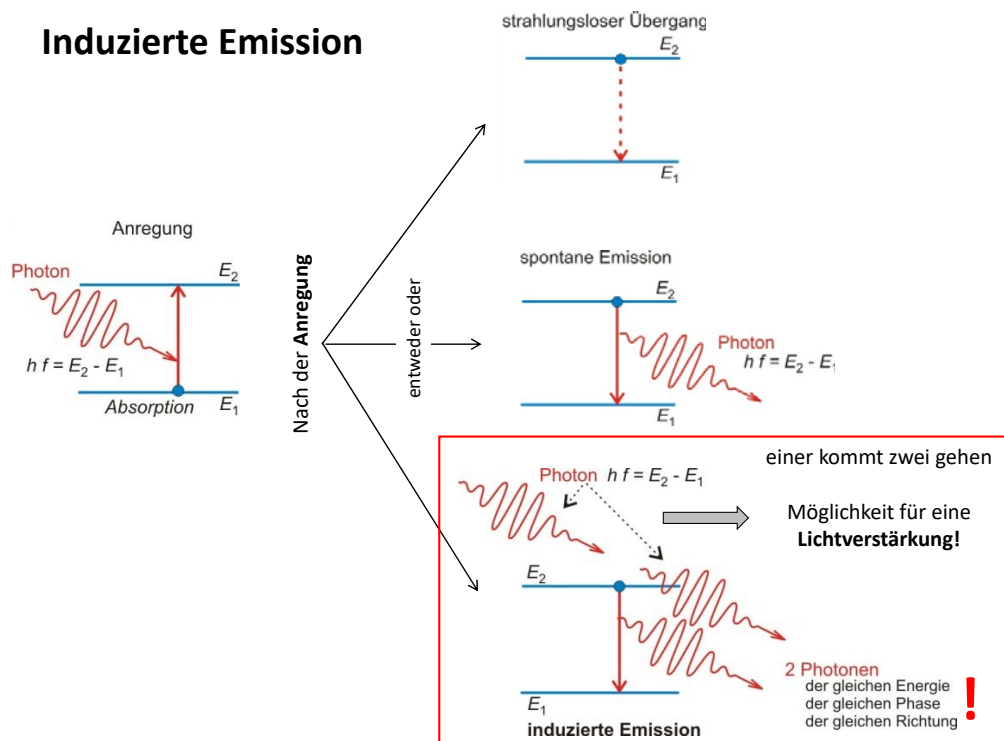 Induzierte Emission
strahlungsloser Übergang
E2
E1
Anregung
Photon
E2
h f = E2 - E1
Absorption
E1
Nach der Anregung
entweder oder
spontane Emission
E2
Photon
h f = E2 - E1
E1
einer kommt zwei gehen
Photon h f = E2 - E1
Möglichkeit für eine
Lichtverstärkung!
E2
2 Photonen
der gleichen Energie
der gleichen Phase
der gleichen Richtung
!
E1
induzierte Emission